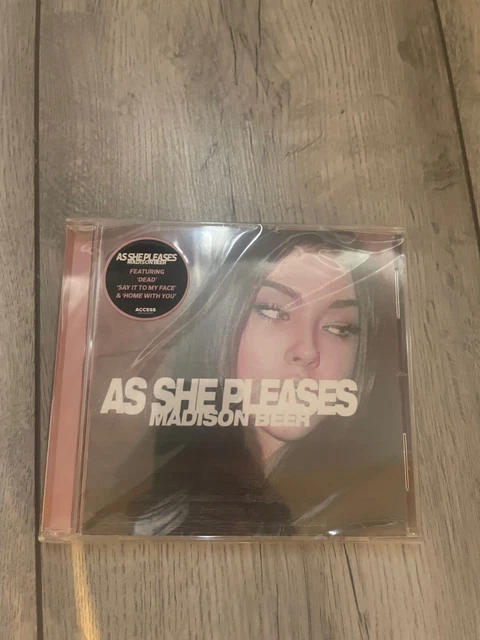 AS SHE PLEASES
MADISON BEER
FEATURING
'DEAD'
'SAY IT TO MY FACE'
& 'HOME WITH YOU'
ACCESS
AS SHE PLEASES
MADISON BEER